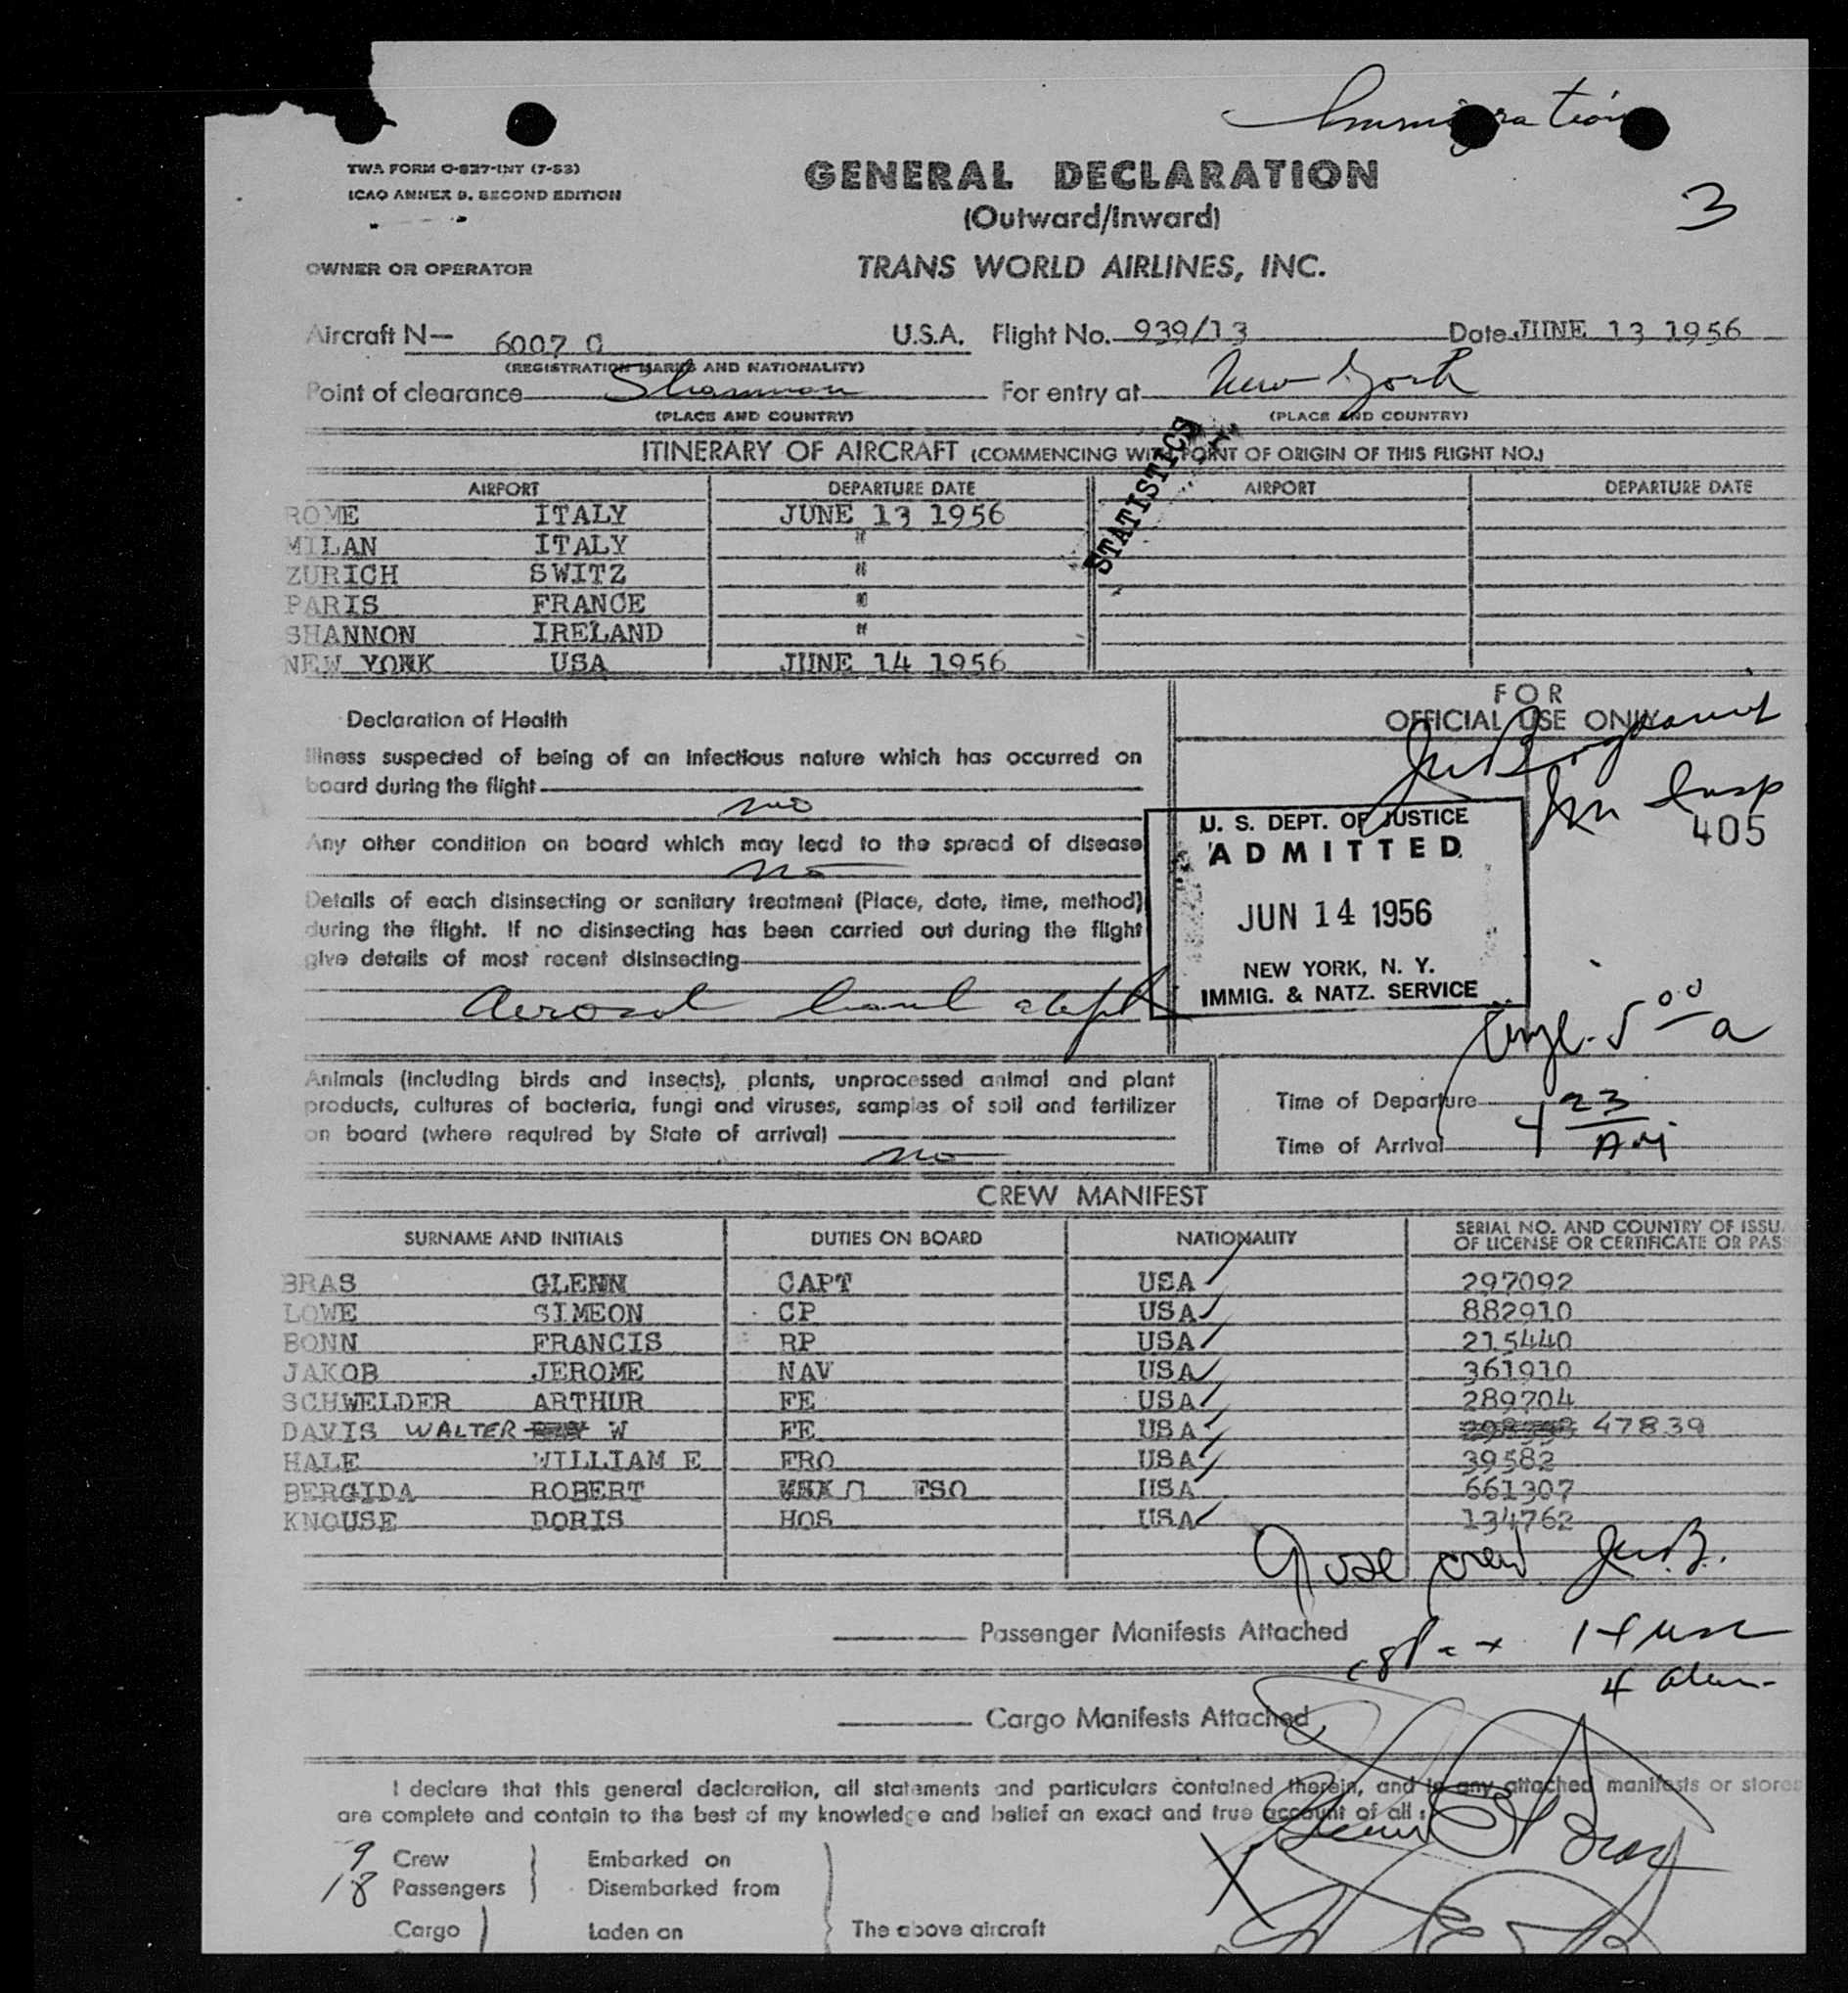 Immigration
TWA FORM O-827-INT (7-53)
ICAO ANNEX 9, SECOND EDITION
GENERAL DECLARATION
(Outward/Inward)
3
OWNER OR OPERATOR
TRANS WORLD AIRLINES, INC.
Aircraft N— 6007 C U.S.A. Flight No. 939/13 Date JUNE 13 1956
(REGISTRATION MARKS AND NATIONALITY)
Point of clearance Shannon For entry at New York
(PLACE AND COUNTRY) (PLACE AND COUNTRY)
STATISTICS
ITINERARY OF AIRCRAFT (COMMENCING WITH POINT OF ORIGIN OF THIS FLIGHT NO.)
AIRPORT DEPARTURE DATE AIRPORT DEPARTURE DATE
ROME ITALY JUNE 13 1956
MILAN ITALY "
ZURICH SWITZ "
PARIS FRANCE "
SHANNON IRELAND "
NEW YORK USA JUNE 14 1956
Declaration of Health
Illness suspected of being of an infectious nature which has occurred on
board during the flight
no
Any other condition on board which may lead to the spread of disease
no
Details of each disinsecting or sanitary treatment (Place, date, time, method)
during the flight. If no disinsecting has been carried out during the flight
give details of most recent disinsecting
Aerosol
FOR
OFFICIAL USE ONLY
Im Insp
405
U. S. DEPT. OF JUSTICE
ADMITTED
JUN 14 1956
NEW YORK, N. Y.
IMMIG. & NATZ. SERVICE
5 00 a
Animals (including birds and insects), plants, unprocessed animal and plant
products, cultures of bacteria, fungi and viruses, samples of soil and fertilizer
on board (where required by State of arrival)
no
Time of Departure
Time of Arrival 4 23 AM
CREW MANIFEST
SURNAME AND INITIALS DUTIES ON BOARD NATIONALITY SERIAL NO. AND COUNTRY OF ISSU
OF LICENSE OR CERTIFICATE OR PAS
BRAS GLENN CAPT USA 297092
LOWE SIMEON CP USA 882910
BONN FRANCIS RP USA 215440
JAKOB JEROME NAV USA 361910
SCHWELDER ARTHUR FE USA 289704
DAVIS WALTER W FE USA 47839
HALE WILLIAM E FRO USA 39582
BERGIDA ROBERT FSO USA 661307
KNOUSE DORIS HOS USA 134762
9 crew
Passenger Manifests Attached
4
Cargo Manifests Attached
I declare that this general declaration, all statements and particulars contained therein, and in any attached manifests or stores
are complete and contain to the best of my knowledge and belief an exact and true account of all :
9 Crew } Embarked on
18 Passengers } Disembarked from
Cargo } Laden on } The above aircraft
X